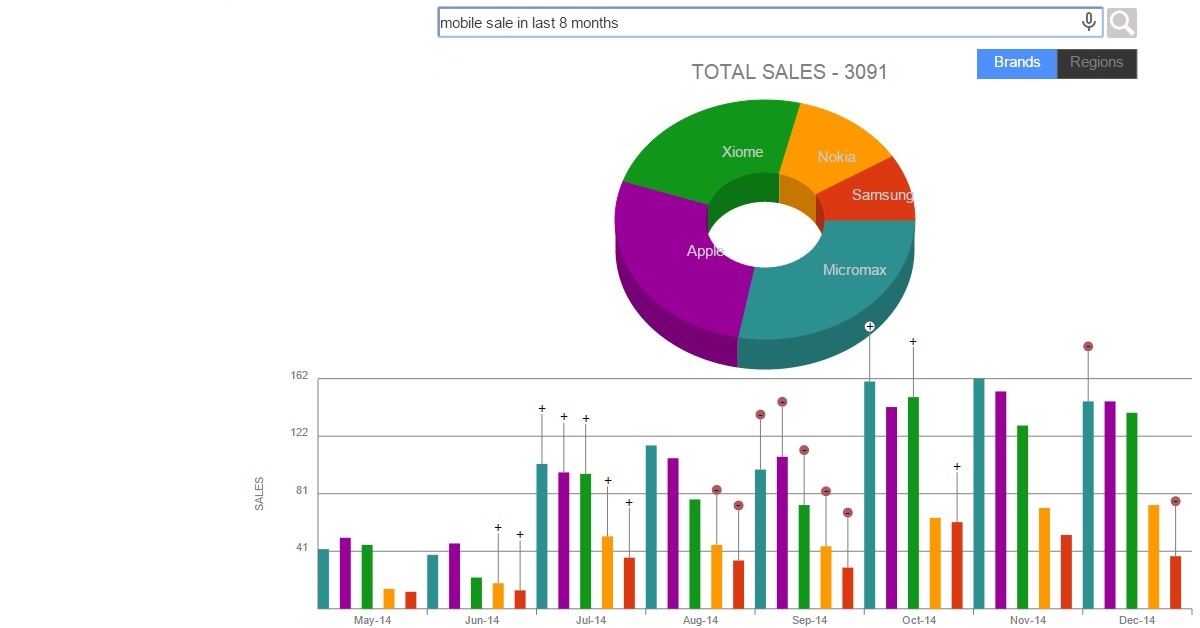 mobile sale in last 8 months
Brands Regions
TOTAL SALES - 3091
Xiome
Nokia
Samsung
Apple
Micromax
162
122
81
41
SALES
May-14 Jun-14 Jul-14 Aug-14 Sep-14 Oct-14 Nov-14 Dec-14